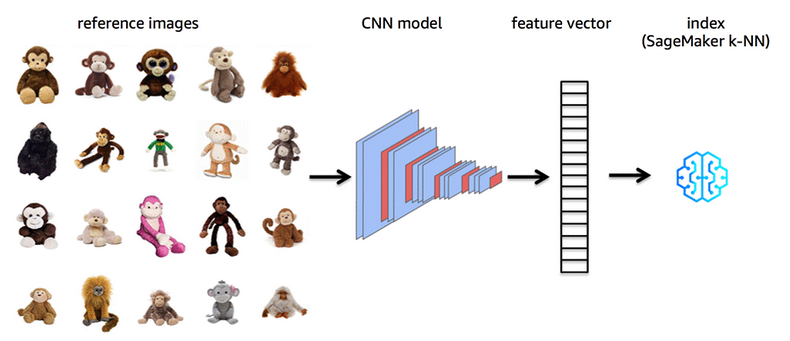 reference images
CNN model
feature vector
index
(SageMaker k-NN)